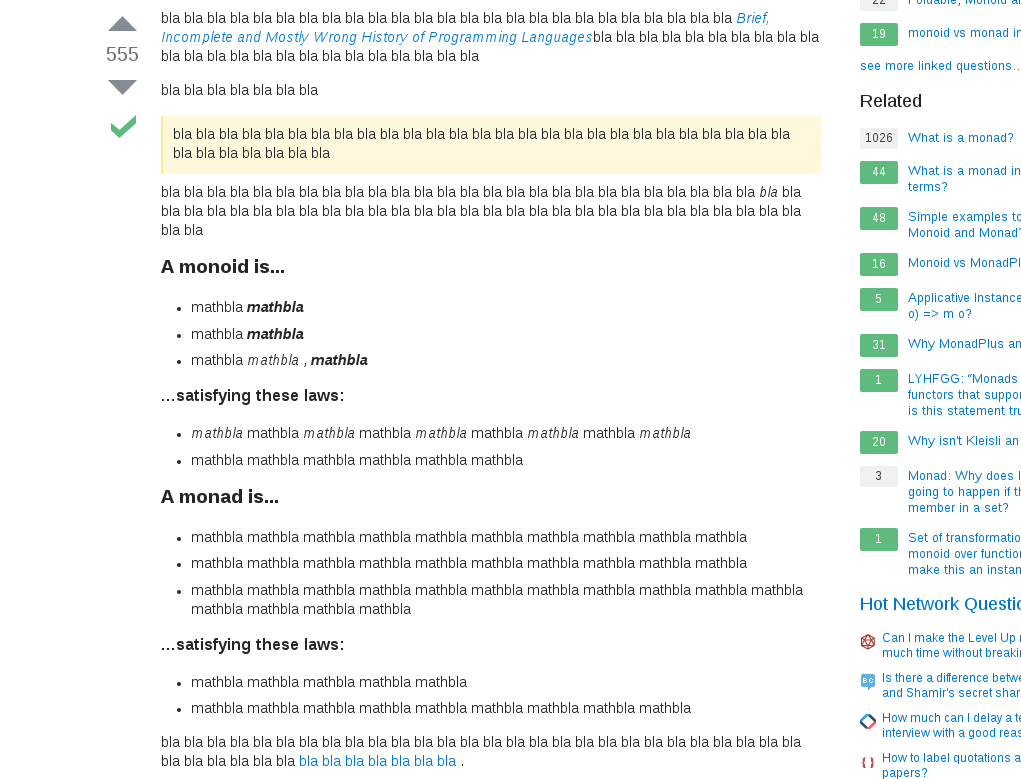 bla bla bla bla bla bla bla bla bla bla bla bla bla bla bla bla bla bla bla bla bla bla bla bla bla Brief,
Incomplete and Mostly Wrong History of Programming Languagesbla bla bla bla bla bla bla bla bla bla
bla bla bla bla bla bla bla bla bla bla bla bla bla bla
555
bla bla bla bla bla bla bla
bla bla bla bla bla bla bla bla bla bla bla bla bla bla bla bla bla bla bla bla bla bla bla bla bla bla bla
bla bla bla bla bla bla bla
bla bla bla bla bla bla bla bla bla bla bla bla bla bla bla bla bla bla bla bla bla bla bla bla bla bla bla bla
bla bla bla bla bla bla bla bla bla bla bla bla bla bla bla bla bla bla bla bla bla bla bla bla bla bla bla bla
bla bla
A monoid is...
• mathbla mathbla
• mathbla mathbla
• mathbla mathbla , mathbla
...satisfying these laws:
• mathbla mathbla mathbla mathbla mathbla mathbla mathbla mathbla mathbla
• mathbla mathbla mathbla mathbla mathbla mathbla
A monad is...
• mathbla mathbla mathbla mathbla mathbla mathbla mathbla mathbla mathbla mathbla
• mathbla mathbla mathbla mathbla mathbla mathbla mathbla mathbla mathbla mathbla
• mathbla mathbla mathbla mathbla mathbla mathbla mathbla mathbla mathbla mathbla mathbla
mathbla mathbla mathbla mathbla
...satisfying these laws:
• mathbla mathbla mathbla mathbla mathbla
• mathbla mathbla mathbla mathbla mathbla mathbla mathbla mathbla mathbla
bla bla bla bla bla bla bla bla bla bla bla bla bla bla bla bla bla bla bla bla bla bla bla bla bla bla bla bla
bla bla bla bla bla bla bla bla bla bla bla bla bla .
22
19 monoid vs monad in
see more linked questions...
Related
1026 What is a monad?
44 What is a monad in
terms?
48 Simple examples to
Monoid and Monad?
16 Monoid vs MonadPl
5 Applicative Instance
o) => m o?
31 Why MonadPlus an
1 LYHFGG: “Monads
functors that suppor
is this statement tru
20 Why isn't Kleisli an
3 Monad: Why does I
going to happen if th
member in a set?
1 Set of transformatio
monoid over function
make this an instan
Hot Network Questio
Can I make the Level Up
much time without breaki
BC Is there a difference betwe
and Shamir's secret shar
How much can I delay a te
interview with a good reas
{} How to label quotations a
papers?